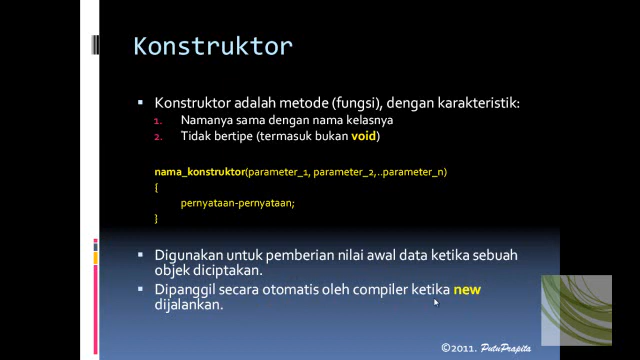 Konstruktor
Konstruktor adalah metode (fungsi), dengan karakteristik:
1. Namanya sama dengan nama kelasnya
2. Tidak bertipe (termasuk bukan void)
nama_konstruktor(parameter_1, parameter_2,..parameter_n)
{
pernyataan-pernyataan;
}
Digunakan untuk pemberian nilai awal data ketika sebuah
objek diciptakan.
Dipanggil secara otomatis oleh compiler ketika new
dijalankan.
©2011. PutuPrapita